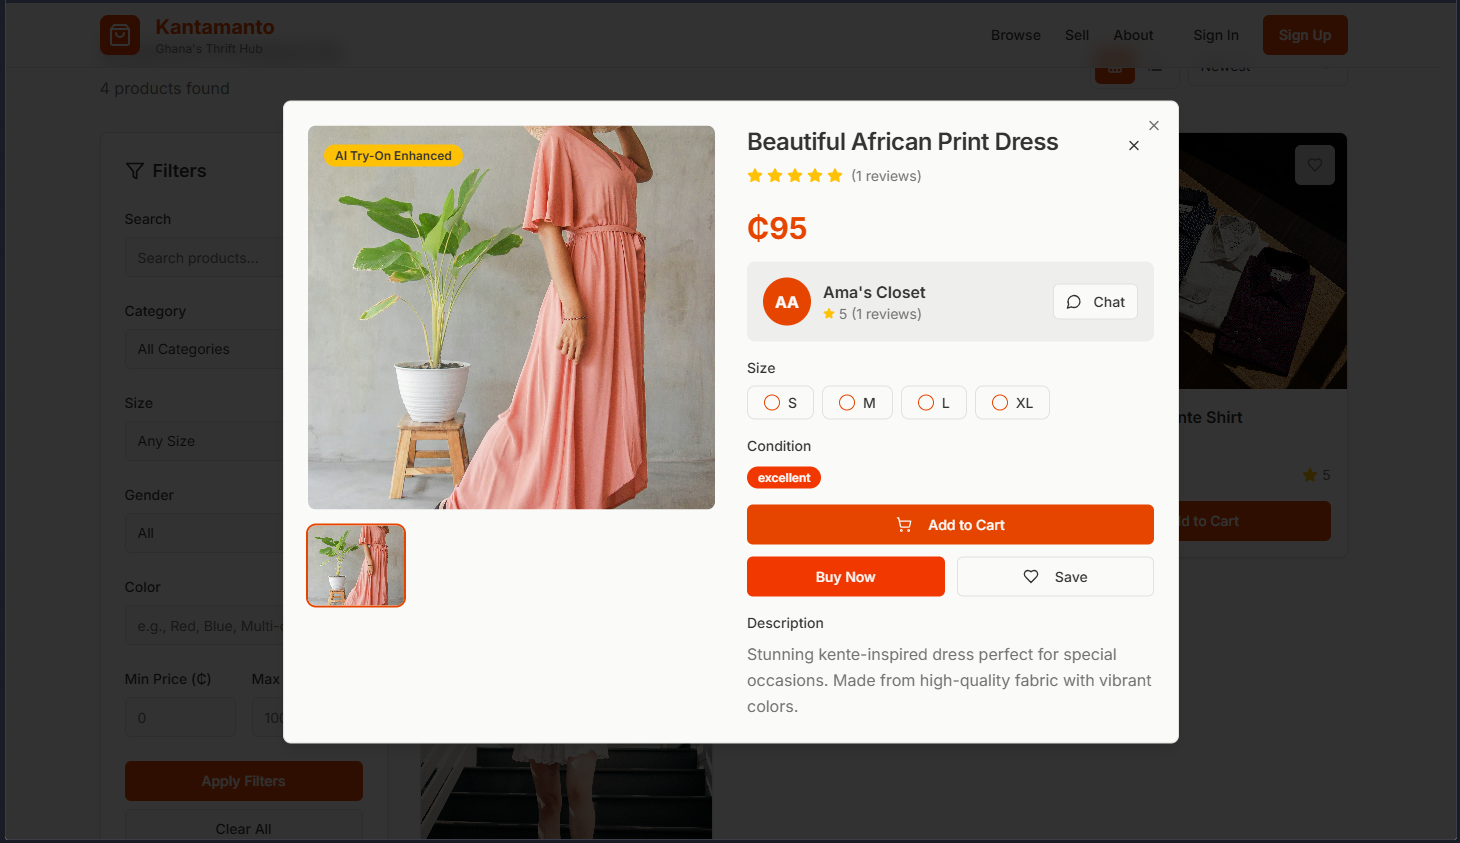 Kantamanto
Ghana's Thrift Hub
Browse
Sell
About
Sign In
Sign Up
4 products found
Newest
Filters
Search
Search products...
Category
All Categories
Size
Any Size
Gender
All
Color
e.g., Red, Blue, Multi-c
Min Price (₵)
Max
0
100
Apply Filters
Clear All
AI Try-On Enhanced
Beautiful African Print Dress
(1 reviews)
₵95
AA
Ama's Closet
5 (1 reviews)
Chat
Size
S
M
L
XL
Condition
excellent
Add to Cart
Buy Now
Save
Description
Stunning kente-inspired dress perfect for special
occasions. Made from high-quality fabric with vibrant
colors.
nte Shirt
5
dd to Cart